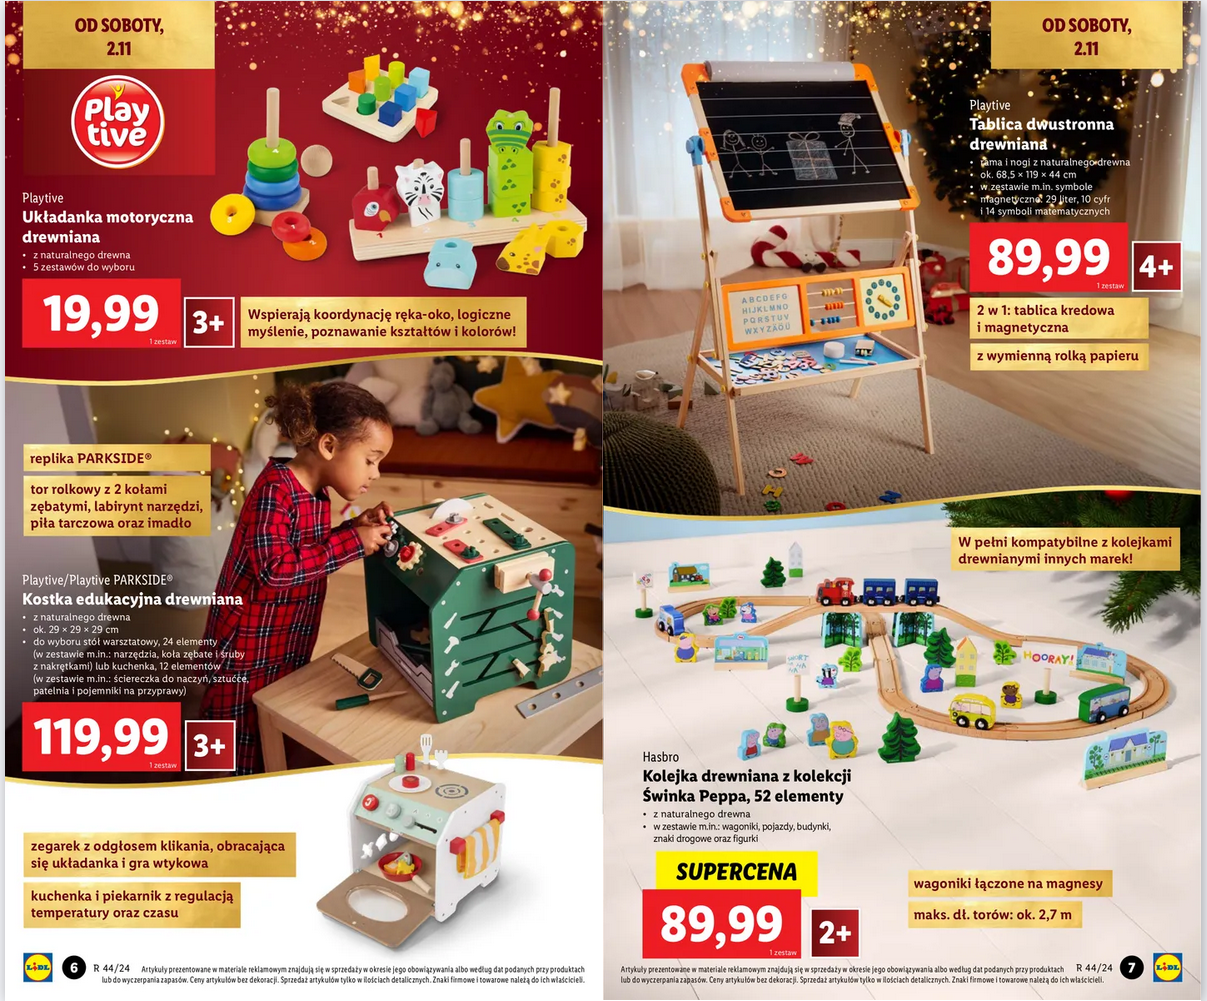 OD SOBOTY,
2.11
Play
tive
Playtive
Układanka motoryczna
drewniana
• z naturalnego drewna
• 5 zestawów do wyboru
19,99
1 zestaw
3+
Wspierają koordynację ręka-oko, logiczne
myślenie, poznawanie kształtów i kolorów!
replika PARKSIDE®
tor rolkowy z 2 kołami
zębatymi, labirynt narzędzi,
piła tarczowa oraz imadło
Playtive/Playtive PARKSIDE®
Kostka edukacyjna drewniana
• z naturalnego drewna
• ok. 29 × 29 × 29 cm
• do wyboru stół warsztatowy, 24 elementy
(w zestawie m.in.: narzędzia, koła zębate i śruby
z nakrętkami) lub kuchenka, 12 elementów
(w zestawie m.in.: ściereczka do naczyń, sztućce,
patelnia i pojemniki na przyprawy)
119,99
1 zestaw
3+
zegarek z odgłosem klikania, obracająca
się układanka i gra wtykowa
kuchenka i piekarnik z regulacją
temperatury oraz czasu
LIDL
6
R 44/24
Artykuły prezentowane w materiale reklamowym znajdują się w sprzedaży w okresie jego obowiązywania albo według dat podanych przy produktach
lub do wyczerpania zapasów. Ceny artykułów bez dekoracji. Sprzedaż artykułów tylko w ilościach detalicznych. Znaki firmowe i towarowe należą do ich właścicieli.
OD SOBOTY,
2.11
Playtive
Tablica dwustronna
drewniana
• rama i nogi z naturalnego drewna
ok. 68,5 × 119 × 44 cm
• w zestawie m.in. symbole
magnetyczne: 29 liter, 10 cyfr
i 14 symboli matematycznych
89,99
1 zestaw
4+
2 w 1: tablica kredowa
i magnetyczna
z wymienną rolką papieru
ABCDEFG
HIJKLMN
OPQRSTUV
WXYZÄÖÜ
W pełni kompatybilne z kolejkami
drewnianymi innych marek!
HOORAY!
Hasbro
Kolejka drewniana z kolekcji
Świnka Peppa, 52 elementy
• z naturalnego drewna
• w zestawie m.in.: wagoniki, pojazdy, budynki,
znaki drogowe oraz figurki
SUPERCENA
89,99
1 zestaw
2+
wagoniki łączone na magnesy
maks. dł. torów: ok. 2,7 m
Artykuły prezentowane w materiale reklamowym znajdują się w sprzedaży w okresie jego obowiązywania albo według dat podanych przy produktach
lub do wyczerpania zapasów. Ceny artykułów bez dekoracji. Sprzedaż artykułów tylko w ilościach detalicznych. Znaki firmowe i towarowe należą do ich właścicieli.
R 44/24
7
LIDL